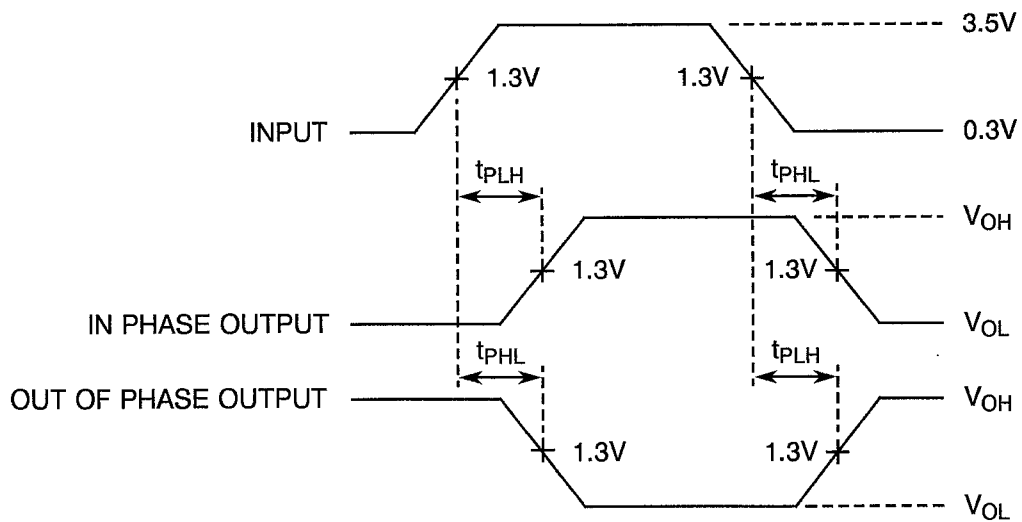 3.5V
1.3V 1.3V
INPUT 0.3V
tPLH tPHL
VOH
1.3V 1.3V
IN PHASE OUTPUT VOL
tPHL tPLH
OUT OF PHASE OUTPUT VOH
1.3V 1.3V
VOL